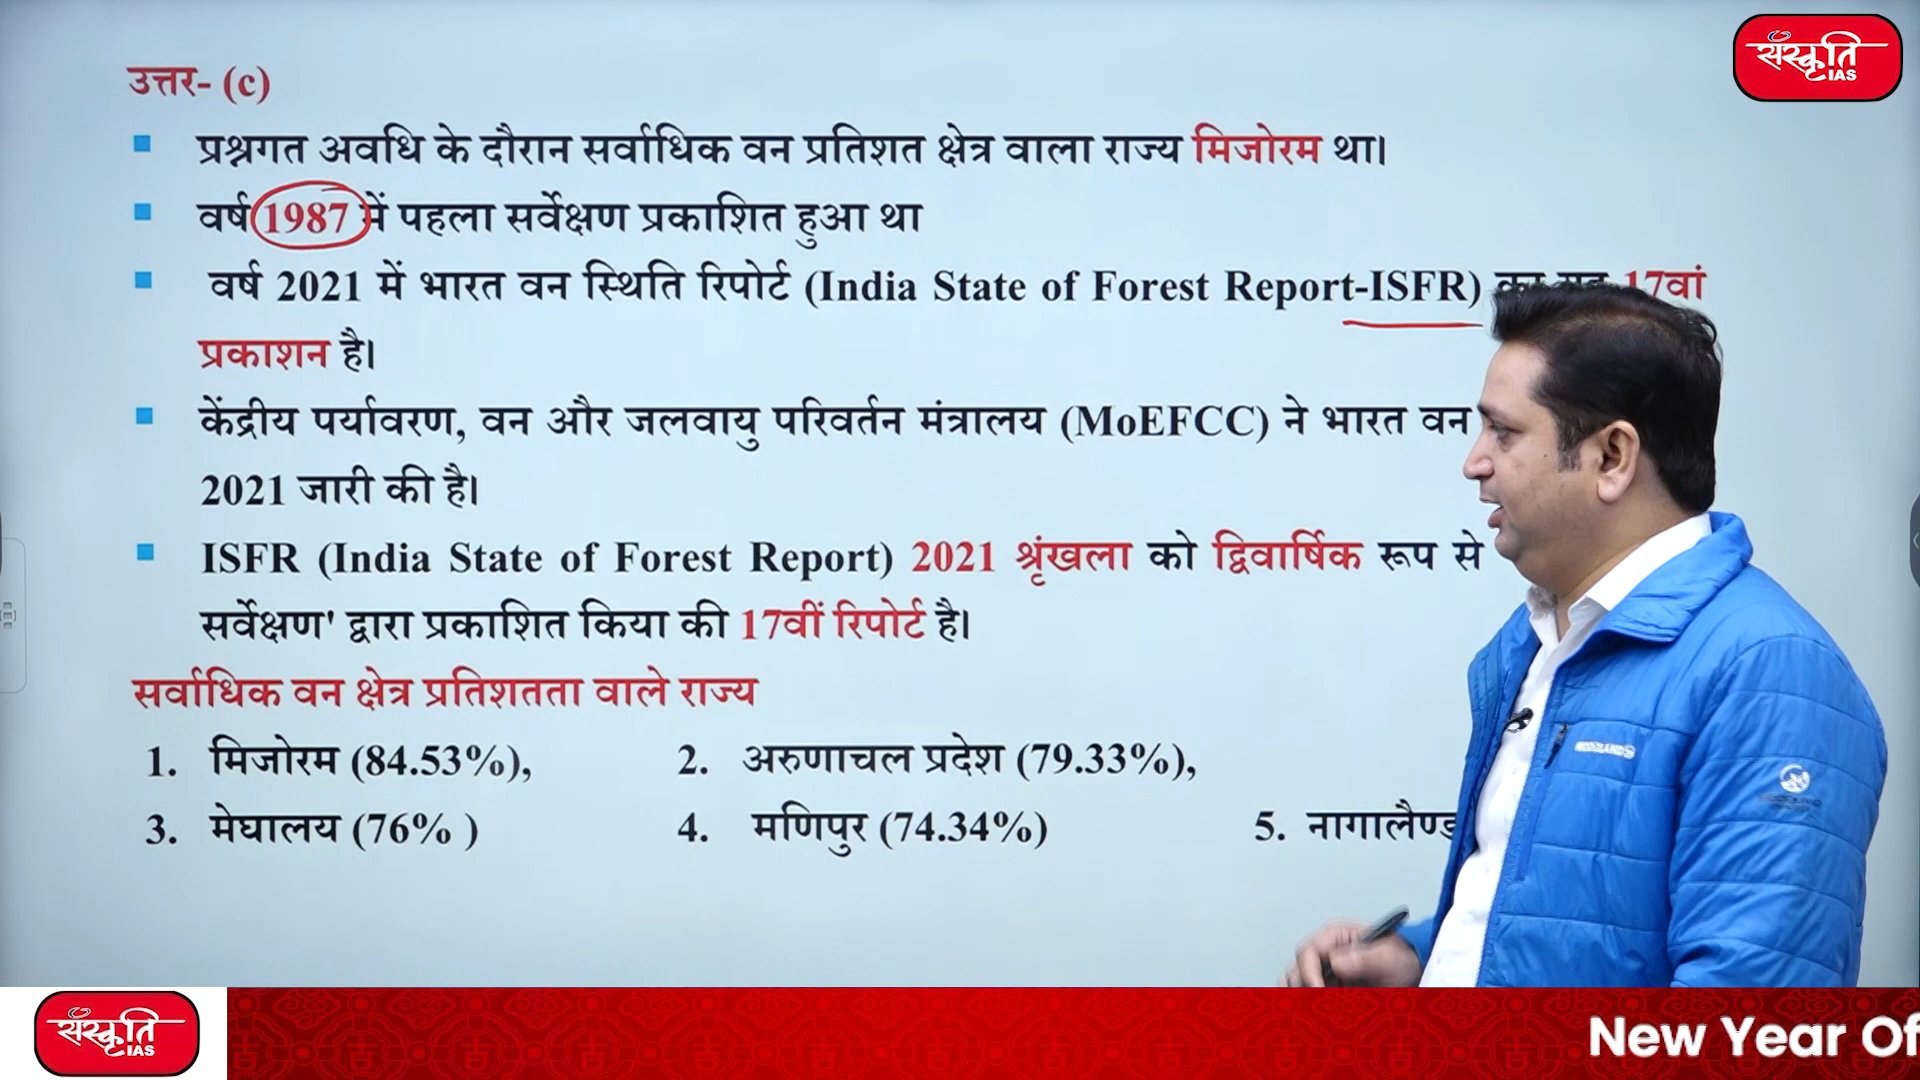 संस्कृति
IAS
उत्तर- (c)
प्रश्नगत अवधि के दौरान सर्वाधिक वन प्रतिशत क्षेत्र वाला राज्य मिजोरम था।
वर्ष 1987 में पहला सर्वेक्षण प्रकाशित हुआ था
वर्ष 2021 में भारत वन स्थिति रिपोर्ट (India State of Forest Report-ISFR) 17वां
प्रकाशन है।
केंद्रीय पर्यावरण, वन और जलवायु परिवर्तन मंत्रालय (MoEFCC) ने भारत वन
2021 जारी की है।
ISFR (India State of Forest Report) 2021 श्रृंखला को द्विवार्षिक रूप से
सर्वेक्षण' द्वारा प्रकाशित किया की 17वीं रिपोर्ट है।
सर्वाधिक वन क्षेत्र प्रतिशतता वाले राज्य
1. मिजोरम (84.53%), 2. अरुणाचल प्रदेश (79.33%),
3. मेघालय (76% ) 4. मणिपुर (74.34%) 5. नागालैण्ड
संस्कृति
IAS
New Year Of